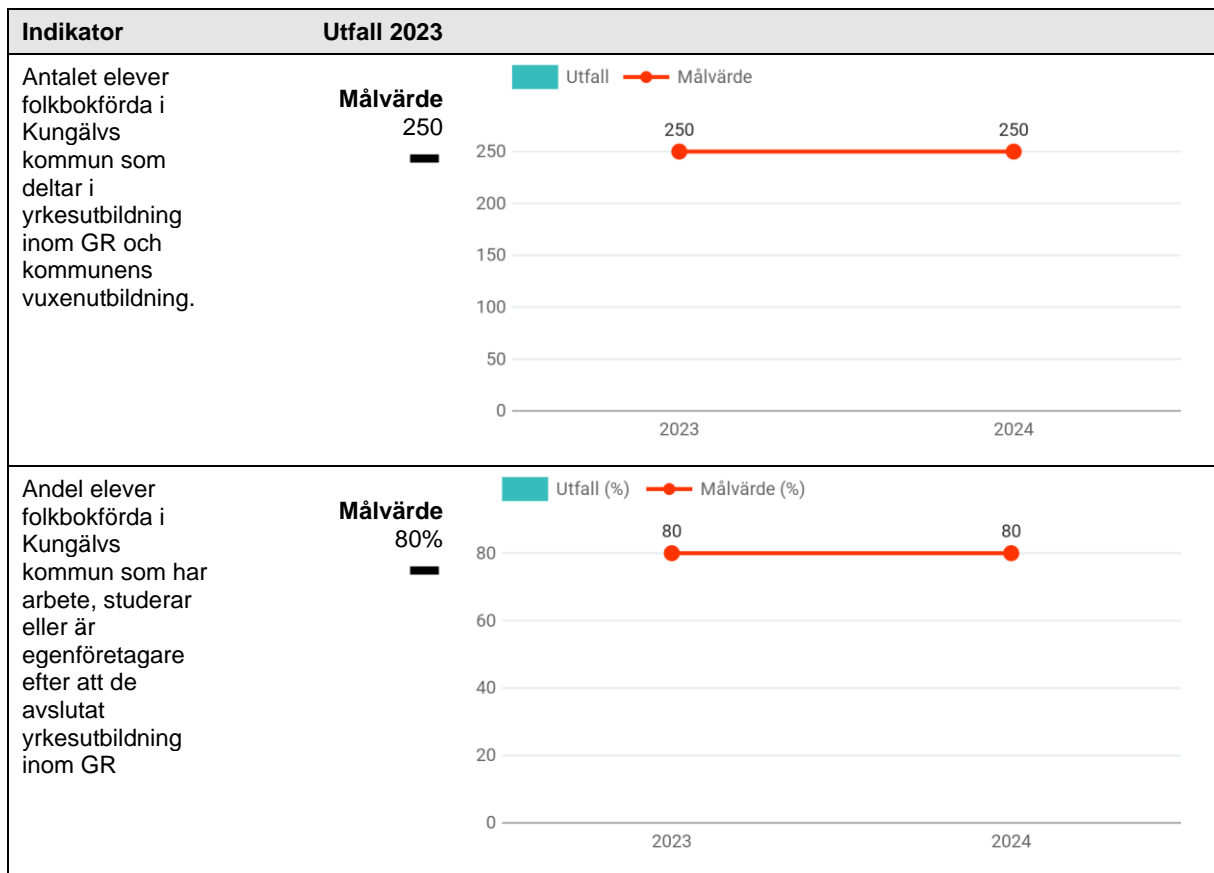 Indikator Utfall 2023
Antalet elever
folkbokförda i
Kungälvs
kommun som
deltar i
yrkesutbildning
inom GR och
kommunens
vuxenutbildning.
Målvärde
250
Utfall Målvärde
250 250
250
200
150
100
50
0
2023 2024
Andel elever
folkbokförda i
Kungälvs
kommun som har
arbete, studerar
eller är
egenföretagare
efter att de
avslutat
yrkesutbildning
inom GR
Målvärde
80%
Utfall (%) Målvärde (%)
80 80
80
60
40
20
0
2023 2024